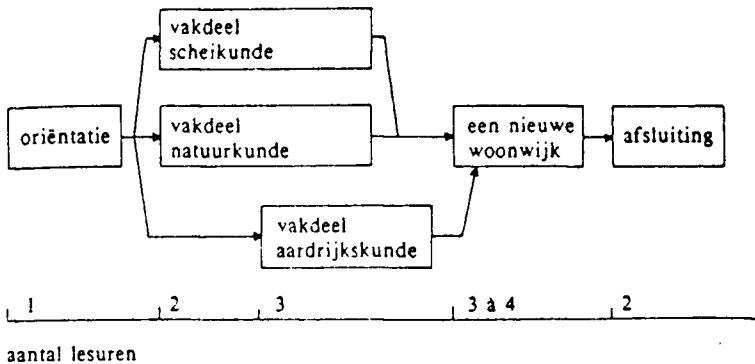 vakdeel
scheikunde
oriëntatie
vakdeel
natuurkunde
een nieuwe
woonwijk
afsluiting
vakdeel
aardrijkskunde
1 2 3 3 à 4 2
aantal lesuren